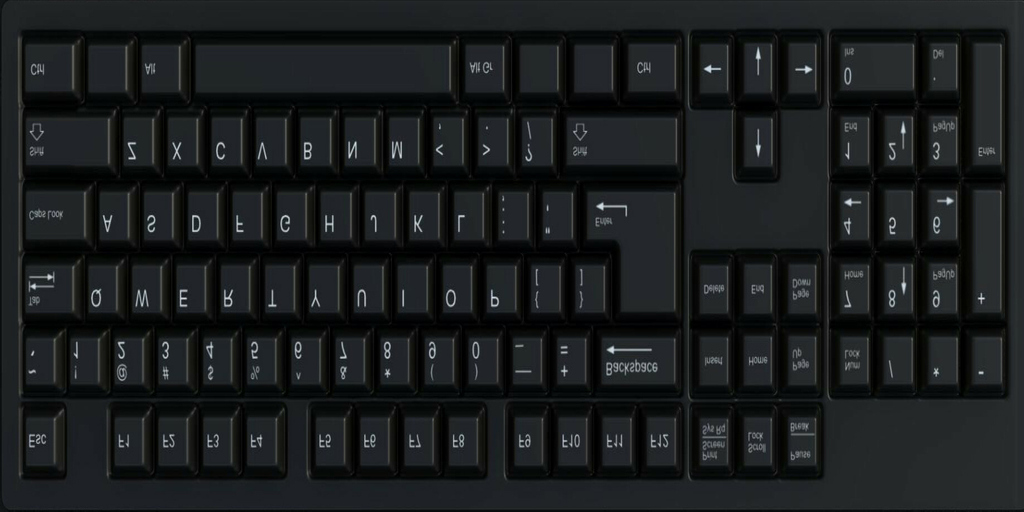 Esc F1 F2 F3 F4 F5 F6 F7 F8 F9 F10 F11 F12 Print Screen Sys Rq Scroll Lock Pause Break
~ ` ! 1 @ 2 # 3 $ 4 % 5 ^ 6 & 7 * 8 ( 9 ) 0 — - + = Backspace Insert Home Page Up Num Lock / * -
Tab Q W E R T Y U I O P { [ } ] Delete End Page Down 7 Home 8 9 PagUp +
Caps Look A S D F G H J K L : ; " ' Enter 4 5 6
Shift Z X C V B N M < , > . ? / Shift 1 End 2 3 PagUp Enter
Ctrl Alt Alt Gr Ctrl 0 Ins . Del